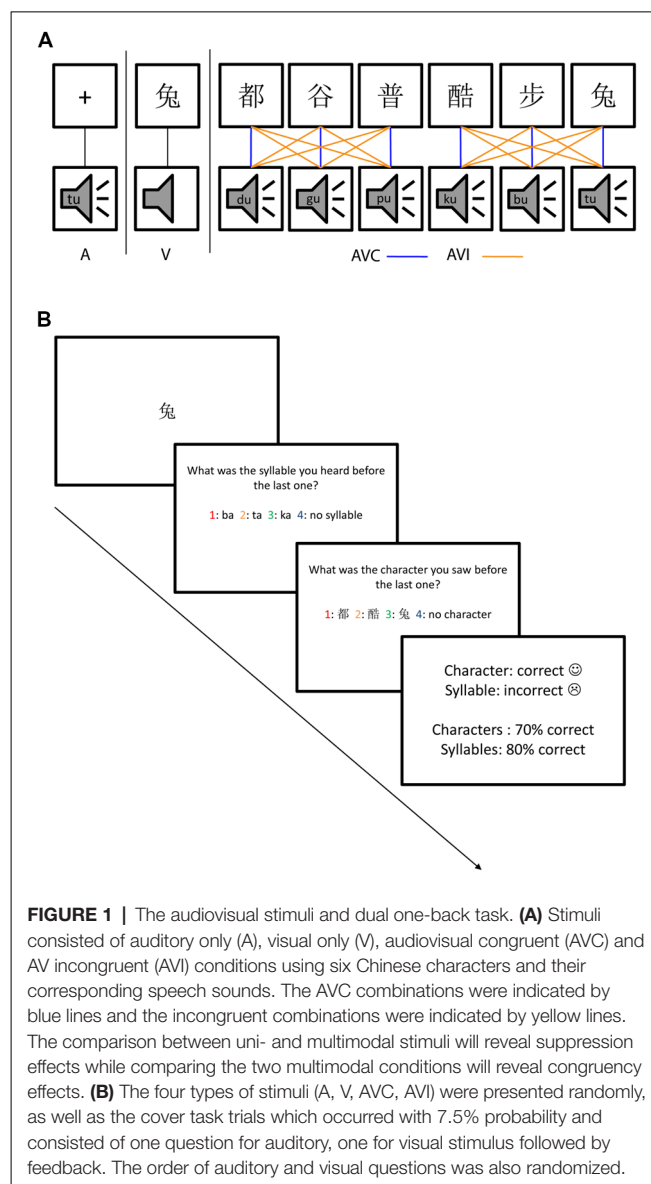 A
+ 兔 都 谷 普 酷 步 兔
tu du gu pu ku bu tu
A V AVC AVI
B
兔
What was the syllable you heard before
the last one?
1: ba 2: ta 3: ka 4: no syllable
What was the character you saw before
the last one?
1: 都 2: 酷 3: 兔 4: no character
Character: correct ☺
Syllable: incorrect ☹
Characters : 70% correct
Syllables: 80% correct
FIGURE 1 | The audiovisual stimuli and dual one-back task. (A) Stimuli
consisted of auditory only (A), visual only (V), audiovisual congruent (AVC) and
AV incongruent (AVI) conditions using six Chinese characters and their
corresponding speech sounds. The AVC combinations were indicated by
blue lines and the incongruent combinations were indicated by yellow lines.
The comparison between uni- and multimodal stimuli will reveal suppression
effects while comparing the two multimodal conditions will reveal congruency
effects. (B) The four types of stimuli (A, V, AVC, AVI) were presented randomly,
as well as the cover task trials which occurred with 7.5% probability and
consisted of one question for auditory, one for visual stimulus followed by
feedback. The order of auditory and visual questions was also randomized.